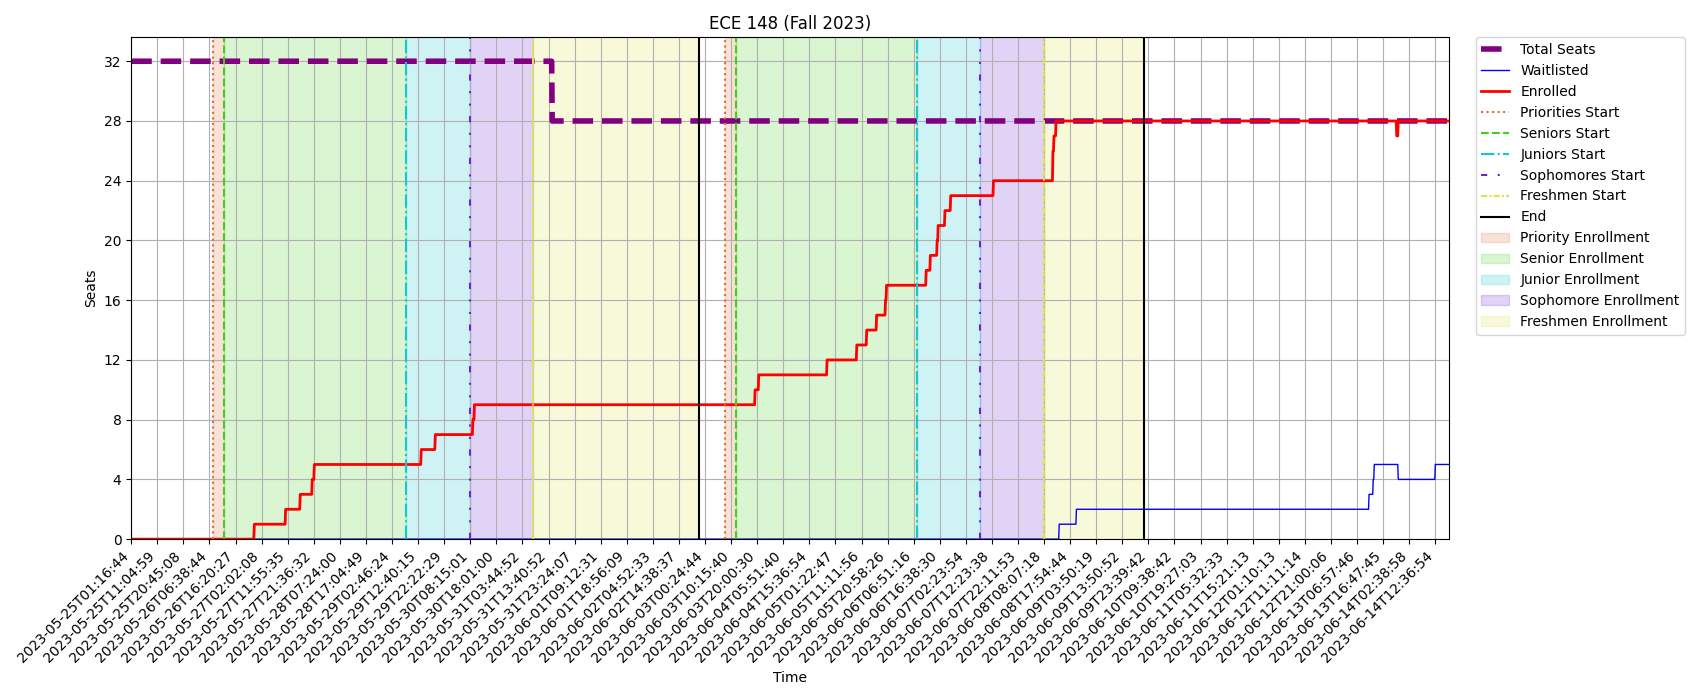 ECE 148 (Fall 2023)
Seats
32
28
24
20
16
12
8
4
0
2023-05-25T01:16:44
2023-05-25T11:04:59
2023-05-25T20:45:08
2023-05-26T06:38:44
2023-05-26T16:20:27
2023-05-27T02:02:08
2023-05-27T11:55:35
2023-05-27T21:36:32
2023-05-28T07:24:00
2023-05-28T17:04:49
2023-05-29T02:46:24
2023-05-29T12:40:15
2023-05-29T22:22:29
2023-05-30T08:15:01
2023-05-30T18:01:00
2023-05-31T03:44:52
2023-05-31T13:40:52
2023-05-31T23:24:07
2023-06-01T09:12:31
2023-06-01T18:56:09
2023-06-02T04:52:33
2023-06-02T14:38:37
2023-06-03T00:24:44
2023-06-03T10:15:40
2023-06-03T20:00:30
2023-06-04T05:51:40
2023-06-04T15:36:54
2023-06-05T01:22:47
2023-06-05T11:11:56
2023-06-05T20:58:26
2023-06-06T06:51:16
2023-06-06T16:38:30
2023-06-07T02:23:54
2023-06-07T12:23:38
2023-06-07T22:11:53
2023-06-08T08:07:19
2023-06-08T17:54:44
2023-06-09T03:50:19
2023-06-09T13:50:52
2023-06-09T23:39:42
2023-06-10T09:38:42
2023-06-10T19:27:03
2023-06-11T05:32:33
2023-06-11T15:21:13
2023-06-12T01:10:13
2023-06-12T11:11:14
2023-06-12T21:00:06
2023-06-13T06:57:46
2023-06-13T16:47:45
2023-06-14T02:38:58
2023-06-14T12:36:54
Time
Total Seats
Waitlisted
Enrolled
Priorities Start
Seniors Start
Juniors Start
Sophomores Start
Freshmen Start
End
Priority Enrollment
Senior Enrollment
Junior Enrollment
Sophomore Enrollment
Freshmen Enrollment